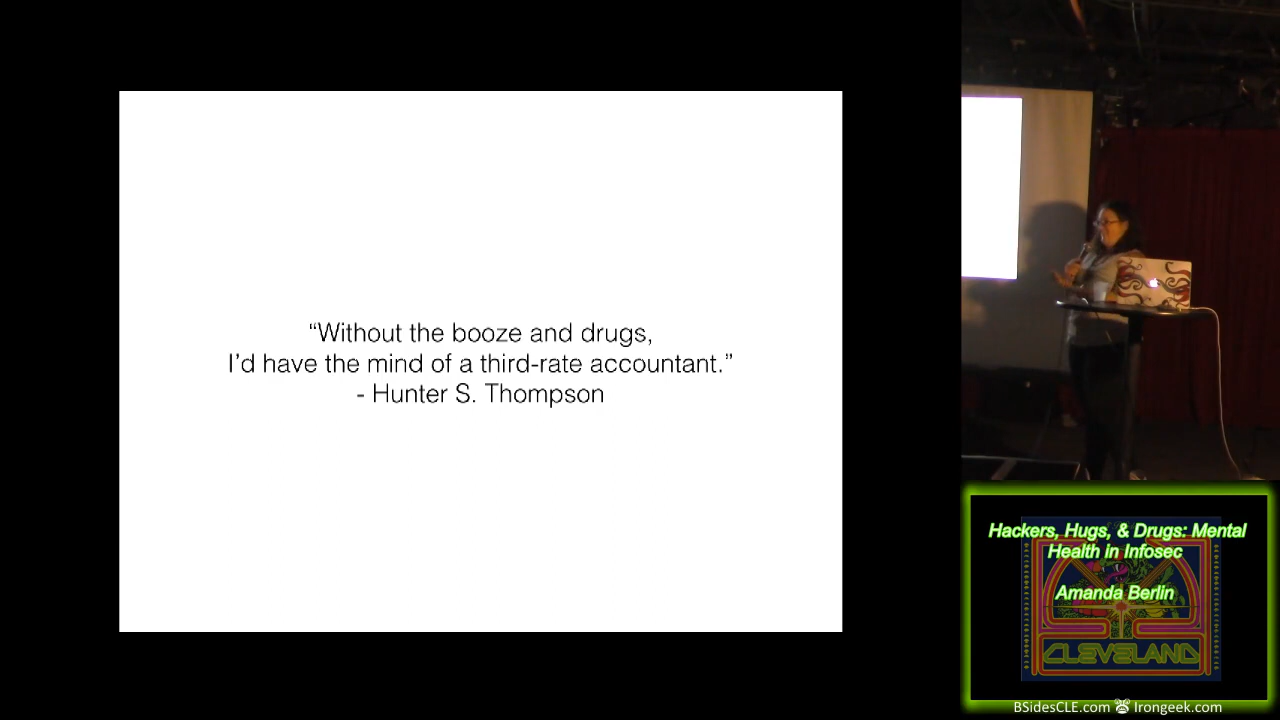 “Without the booze and drugs,
I’d have the mind of a third-rate accountant.”
- Hunter S. Thompson
Hackers, Hugs, & Drugs: Mental
Health in Infosec
Amanda Berlin
CLEVELAND
BSidesCLE.com Irongeek.com